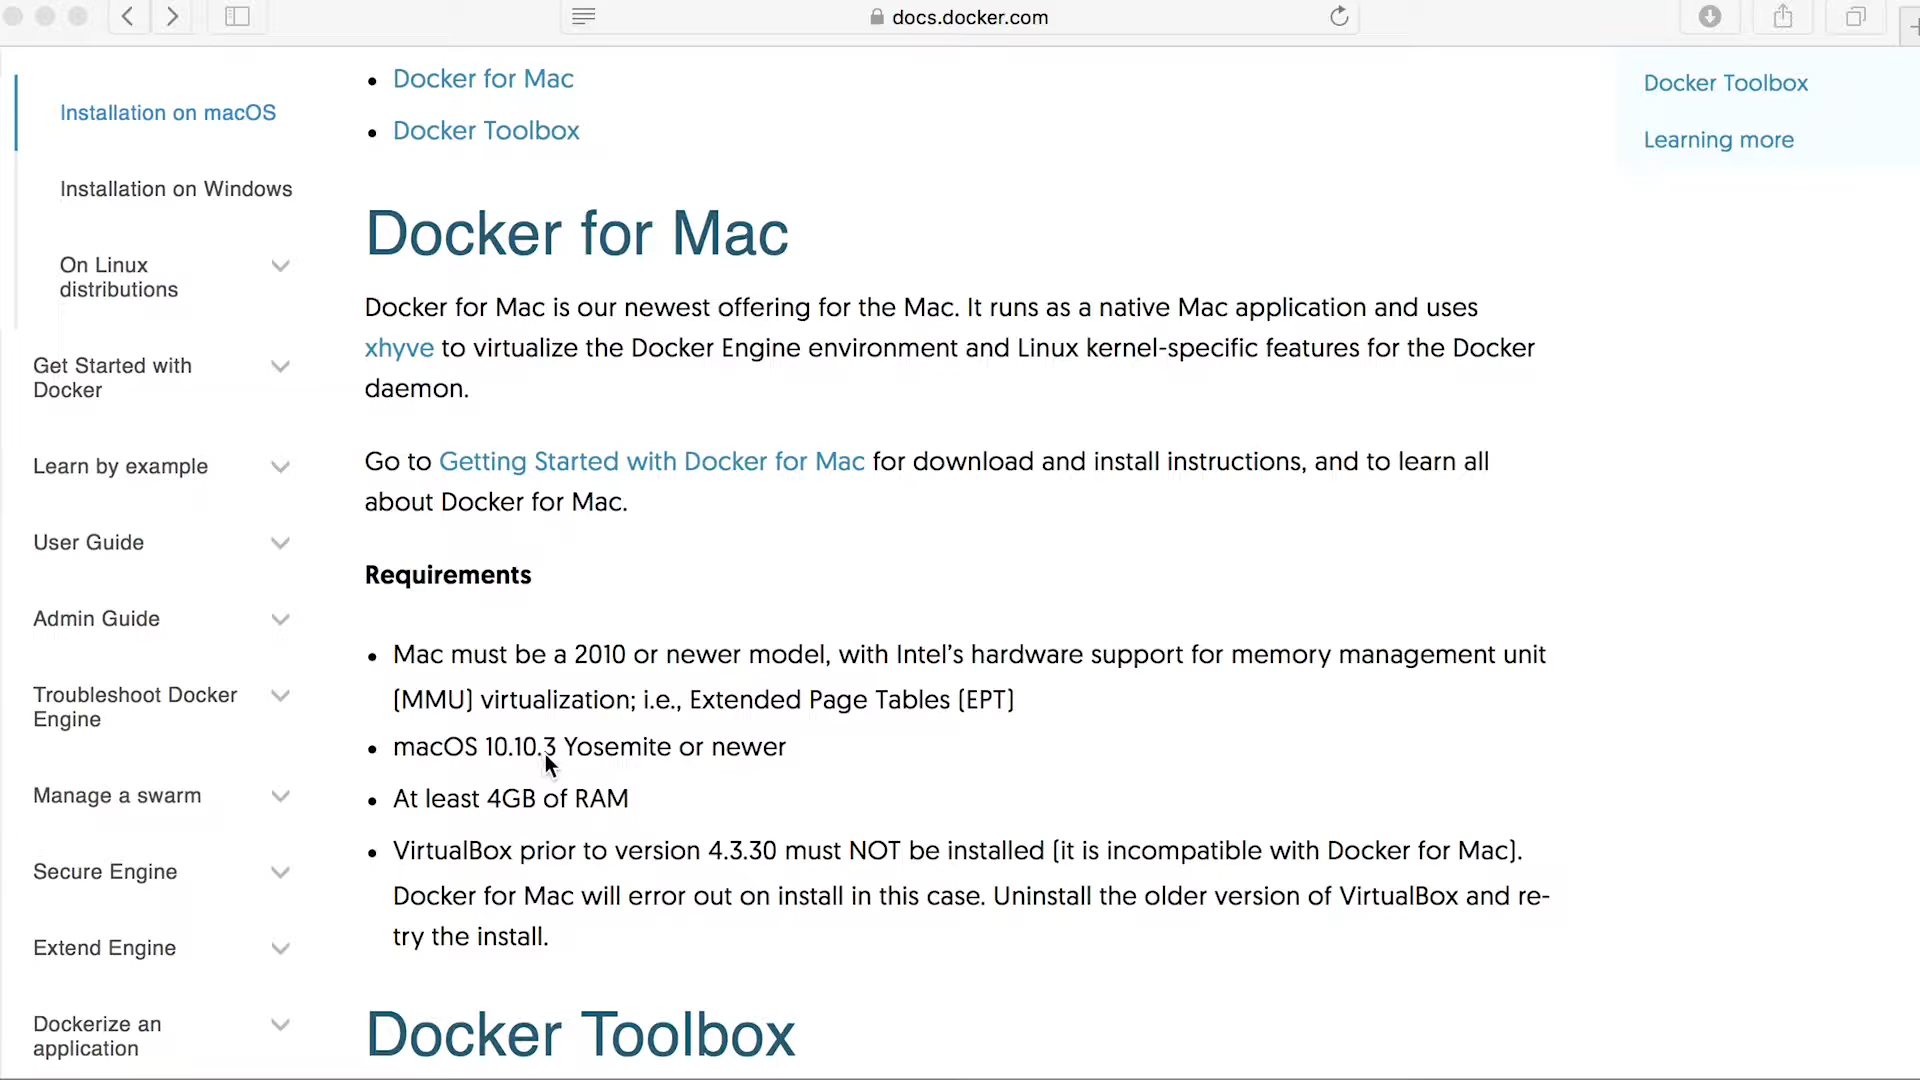 docs.docker.com
Docker for Mac
Docker Toolbox
Docker Toolbox
Learning more
Installation on macOS
Installation on Windows
On Linux
distributions
Get Started with
Docker
Learn by example
User Guide
Admin Guide
Troubleshoot Docker
Engine
Manage a swarm
Secure Engine
Extend Engine
Dockerize an
application
Docker for Mac
Docker for Mac is our newest offering for the Mac. It runs as a native Mac application and uses
xhyve to virtualize the Docker Engine environment and Linux kernel-specific features for the Docker
daemon.
Go to Getting Started with Docker for Mac for download and install instructions, and to learn all
about Docker for Mac.
Requirements
Mac must be a 2010 or newer model, with Intel's hardware support for memory management unit
(MMU) virtualization; i.e., Extended Page Tables (EPT)
macOS 10.10.3 Yosemite or newer
At least 4GB of RAM
VirtualBox prior to version 4.3.30 must NOT be installed (it is incompatible with Docker for Mac).
Docker for Mac will error out on install in this case. Uninstall the older version of VirtualBox and re-
try the install.
Docker Toolbox